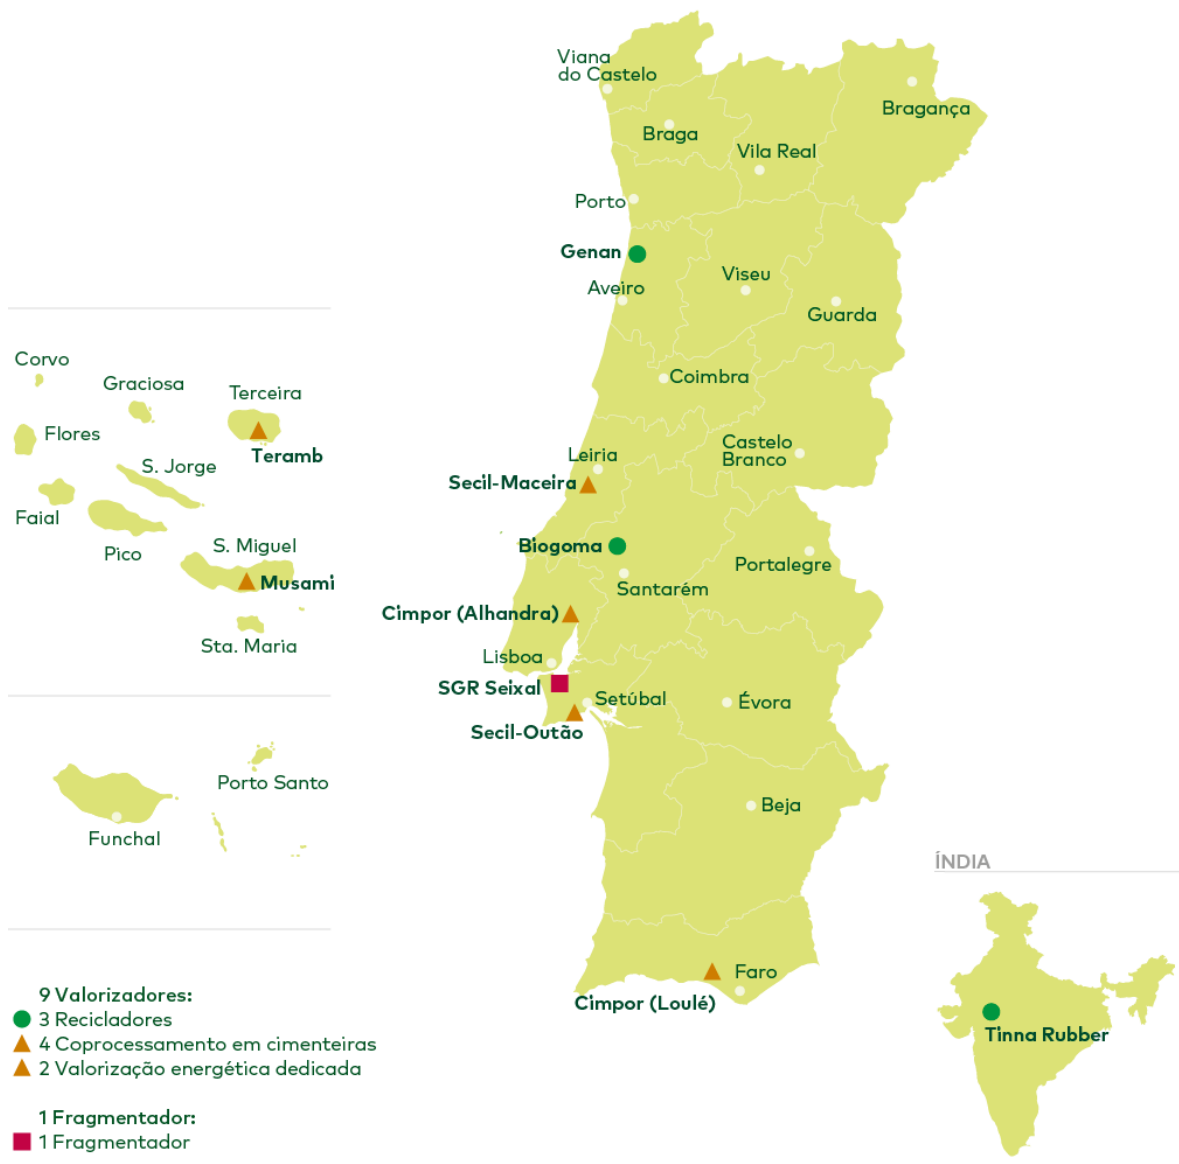 Viana
do Castelo
Bragança
Braga
Vila Real
Porto
Genan
Viseu
Aveiro
Guarda
Coimbra
Castelo
Branco
Leiria
Secil-Maceira
Biogoma
Portalegre
Santarém
Cimpor (Alhandra)
Lisboa
SGR Seixal
Setúbal
Évora
Secil-Outão
Beja
Faro
Cimpor (Loulé)
Corvo
Graciosa
Terceira
Flores
Teramb
S. Jorge
Faial
Pico
S. Miguel
Musami
Sta. Maria
Porto Santo
Funchal
ÍNDIA
Tinna Rubber
9 Valorizadores:
3 Recicladores
4 Coprocessamento em cimenteiras
2 Valorização energética dedicada
1 Fragmentador:
1 Fragmentador